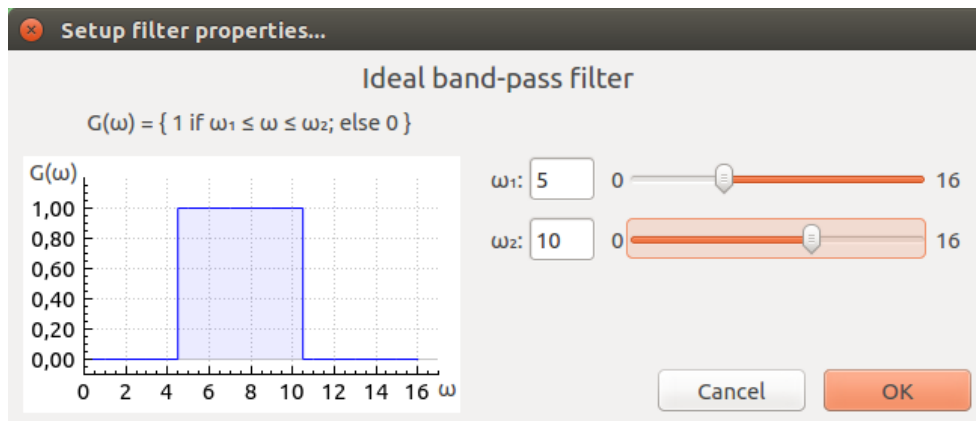 Setup filter properties...
Ideal band-pass filter
G(ω) = { 1 if ω₁ ≤ ω ≤ ω₂; else 0 }
G(ω)
1,00
0,80
0,60
0,40
0,20
0,00
0 2 4 6 8 10 12 14 16 ω
ω₁: 5 0 16
ω₂: 10 0 16
Cancel OK